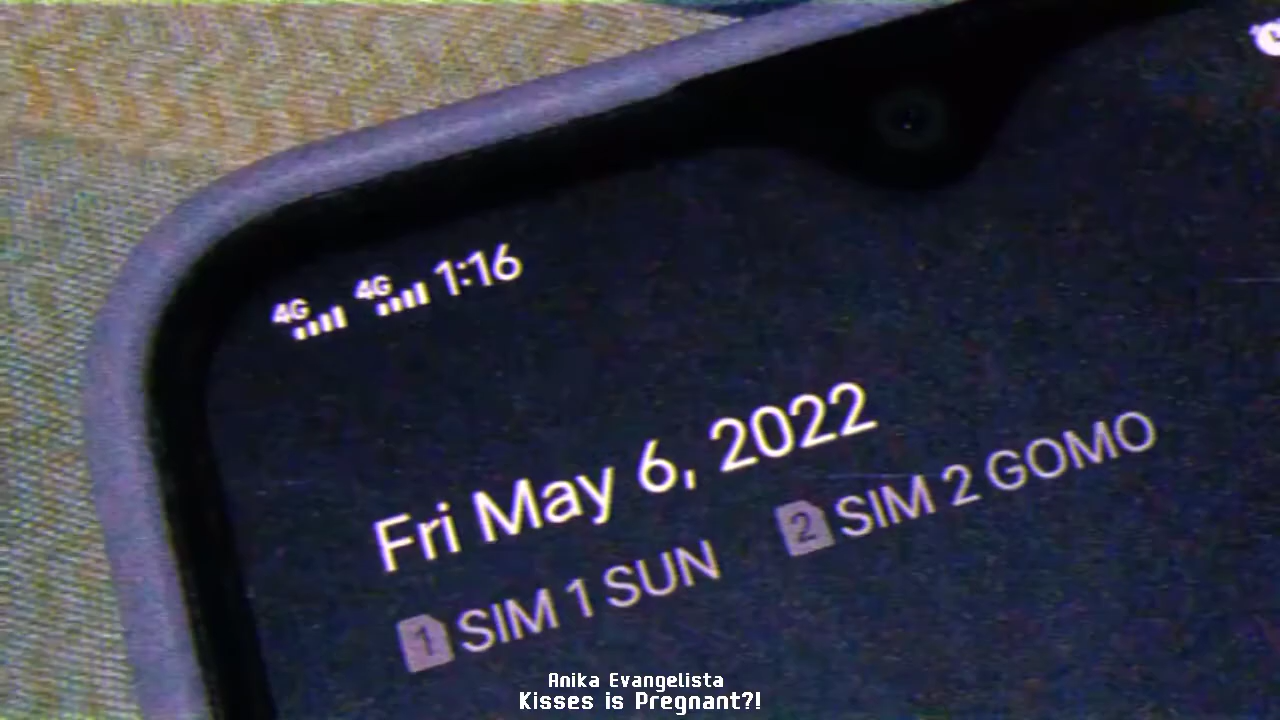 4G 4G 1:16
Fri May 6, 2022
1 SIM 1 SUN 2 SIM 2 GOMO
Anika Evangelista
Kisses is Pregnant?!